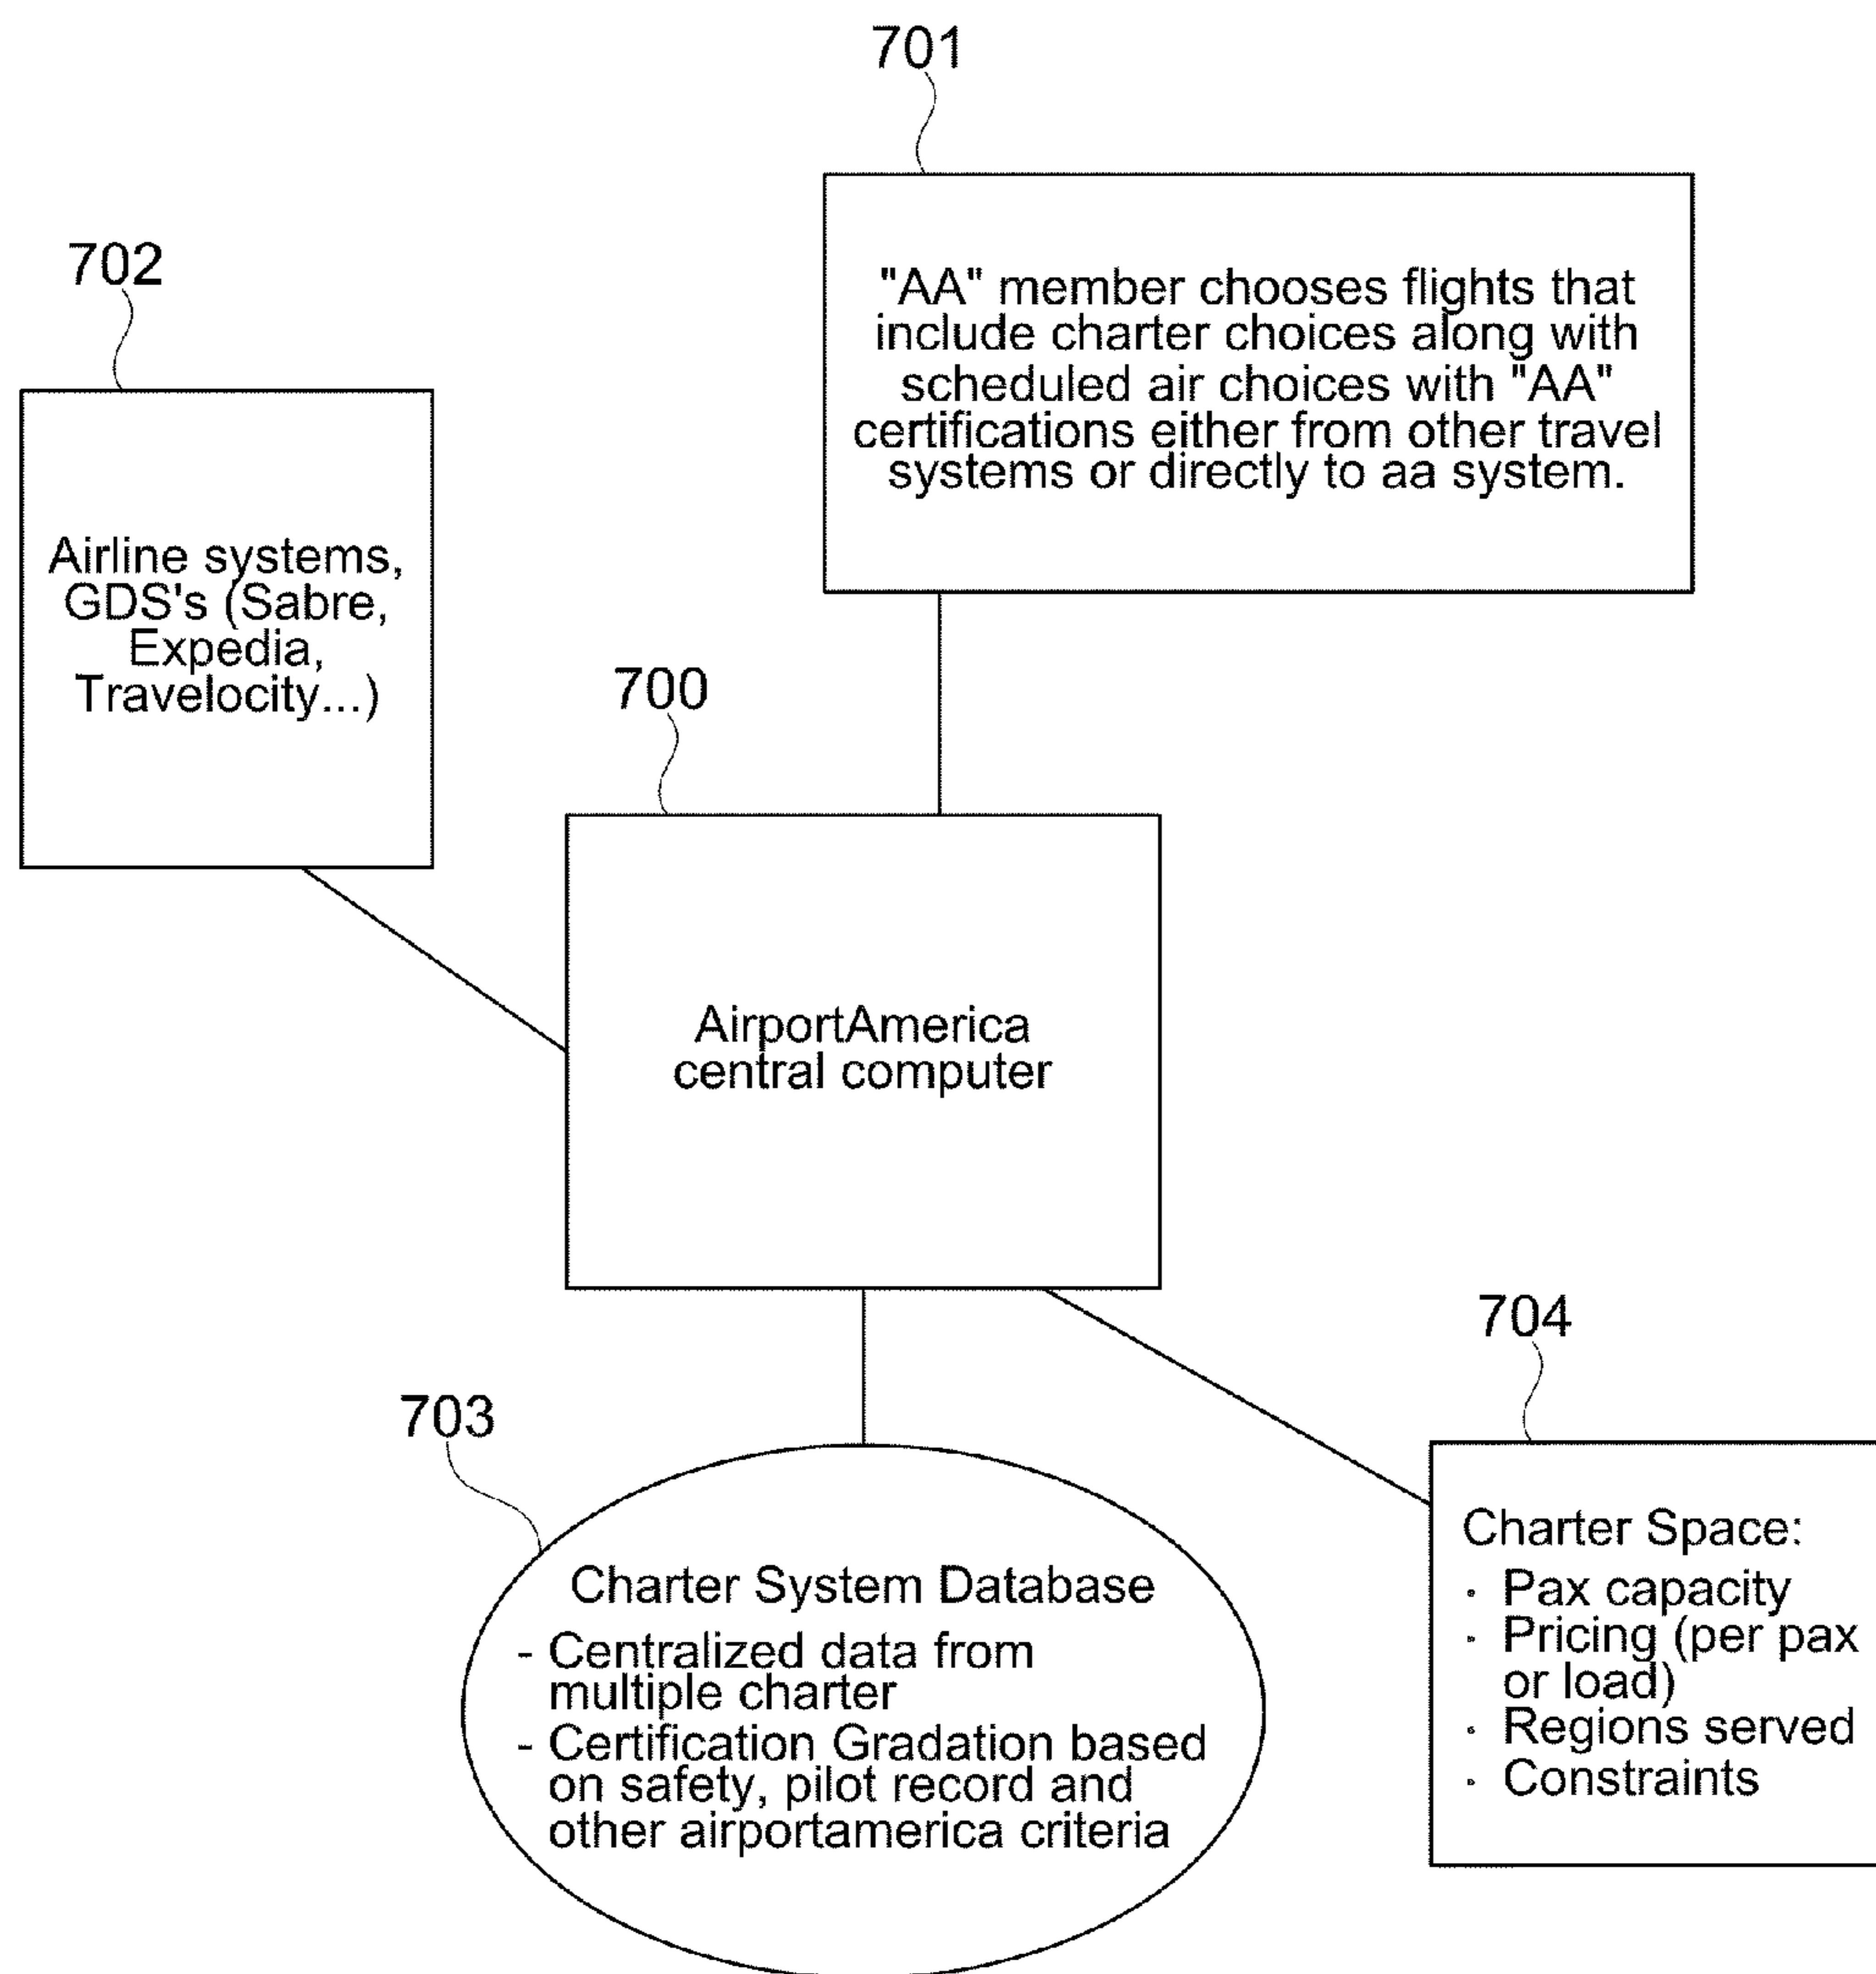 701
"AA" member chooses flights that
include charter choices along with
scheduled air choices with "AA"
certifications either from other travel
systems or directly to aa system.
702
Airline systems,
GDS's (Sabre,
Expedia,
Travelocity...)
700
AirportAmerica
central computer
703
Charter System Database
- Centralized data from
multiple charter
- Certification Gradation based
on safety, pilot record and
other airportamerica criteria
704
Charter Space:
· Pax capacity
· Pricing (per pax
or load)
· Regions served
· Constraints